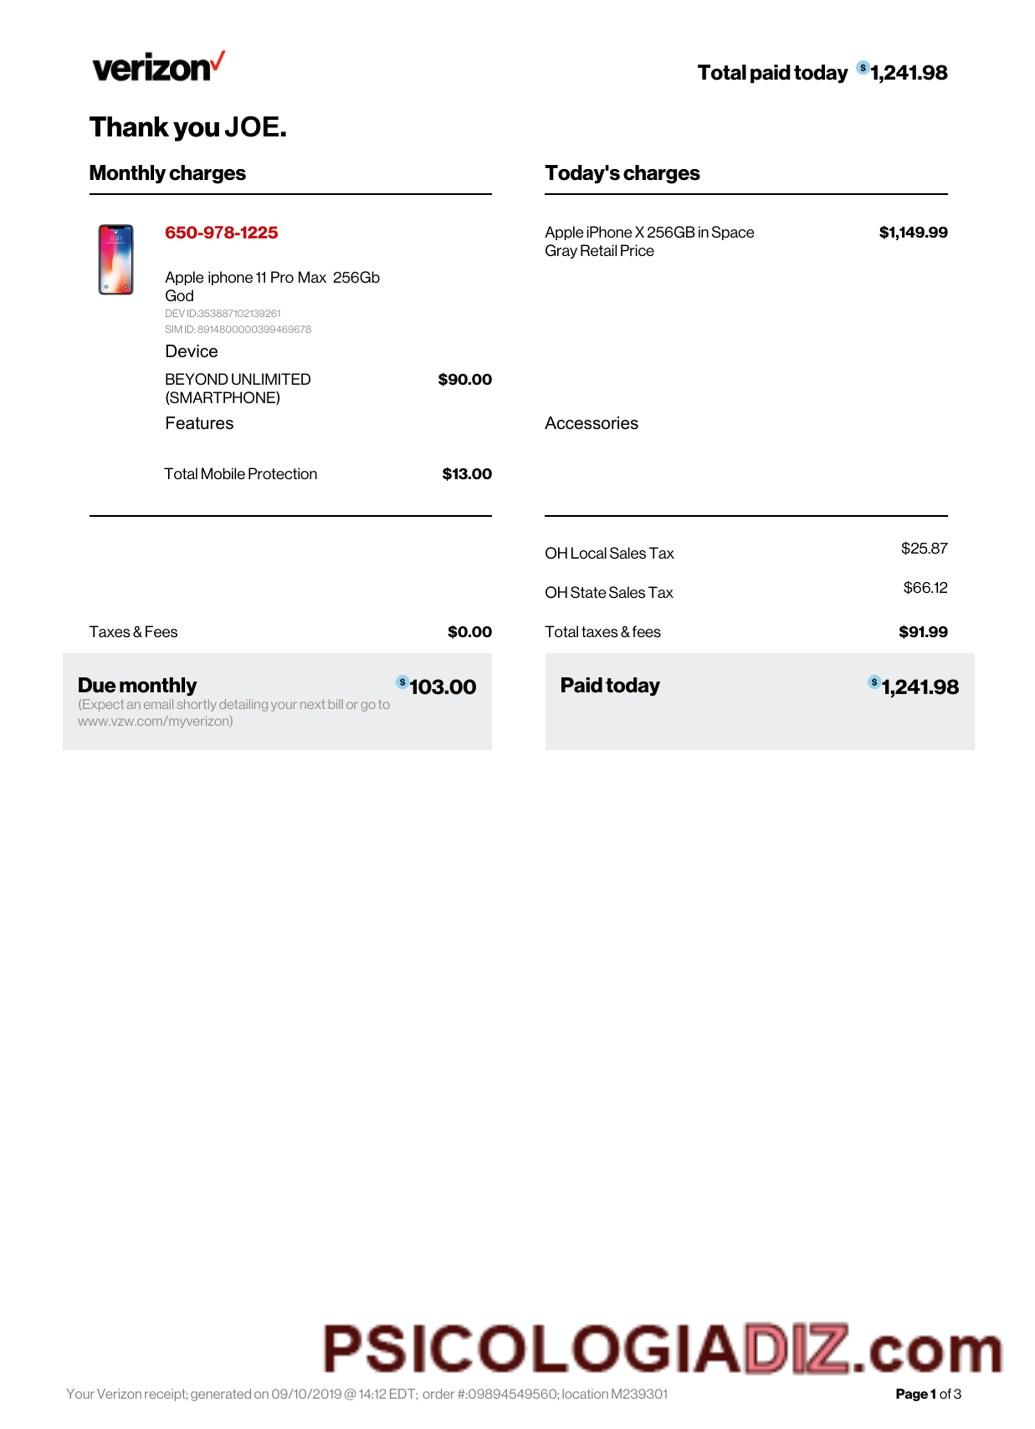 verizon✓
Total paid today $1,241.98
Thank you JOE.
Monthly charges
650-978-1225
Apple iphone 11 Pro Max 256Gb
God
DEV ID:353887102139261
SIM ID: 8914800000399469678
Device
BEYOND UNLIMITED $90.00
(SMARTPHONE)
Features
Total Mobile Protection $13.00
Taxes & Fees $0.00
Due monthly $103.00
(Expect an email shortly detailing your next bill or go to
www.vzw.com/myverizon)
Today's charges
Apple iPhone X 256GB in Space $1,149.99
Gray Retail Price
Accessories
OH Local Sales Tax $25.87
OH State Sales Tax $66.12
Total taxes & fees $91.99
Paid today $1,241.98
PSICOLOGIADIZ.com
Your Verizon receipt; generated on 09/10/2019 @ 14:12 EDT; order #:09894549560; location M239301
Page 1 of 3